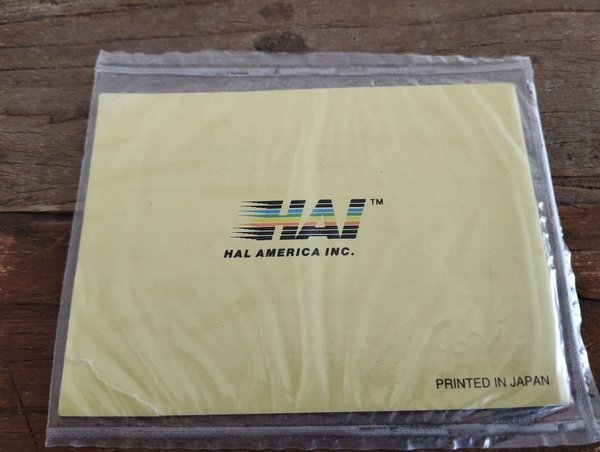 HAL™
HAL AMERICA INC.
PRINTED IN JAPAN